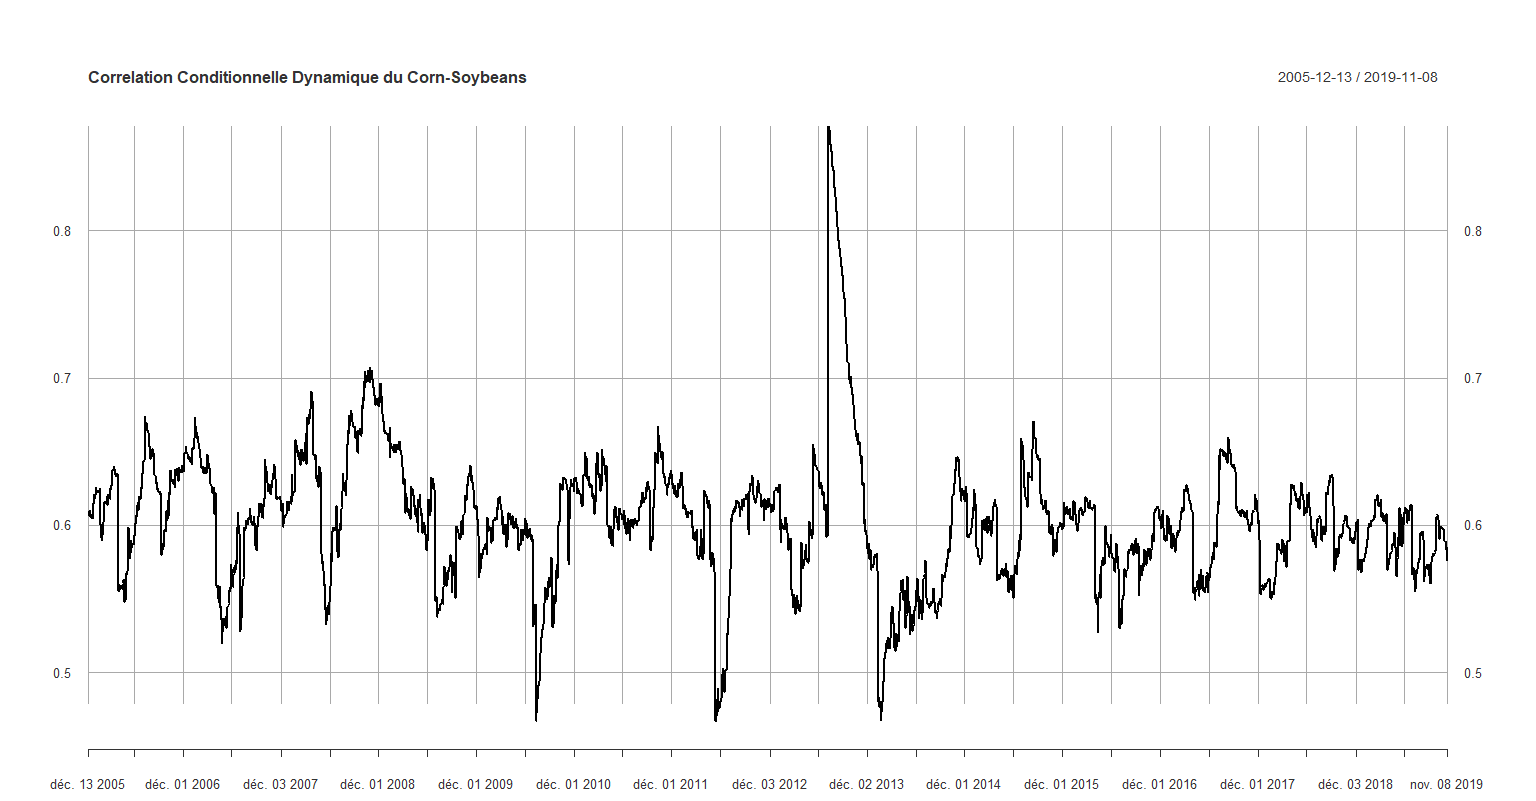 Correlation Conditionnelle Dynamique du Corn-Soybeans 2005-12-13 / 2019-11-08
0.8 0.8
0.7 0.7
0.6 0.6
0.5 0.5
déc. 13 2005 déc. 01 2006 déc. 03 2007 déc. 01 2008 déc. 01 2009 déc. 01 2010 déc. 01 2011 déc. 03 2012 déc. 02 2013 déc. 01 2014 déc. 01 2015 déc. 01 2016 déc. 01 2017 déc. 03 2018 nov. 08 2019